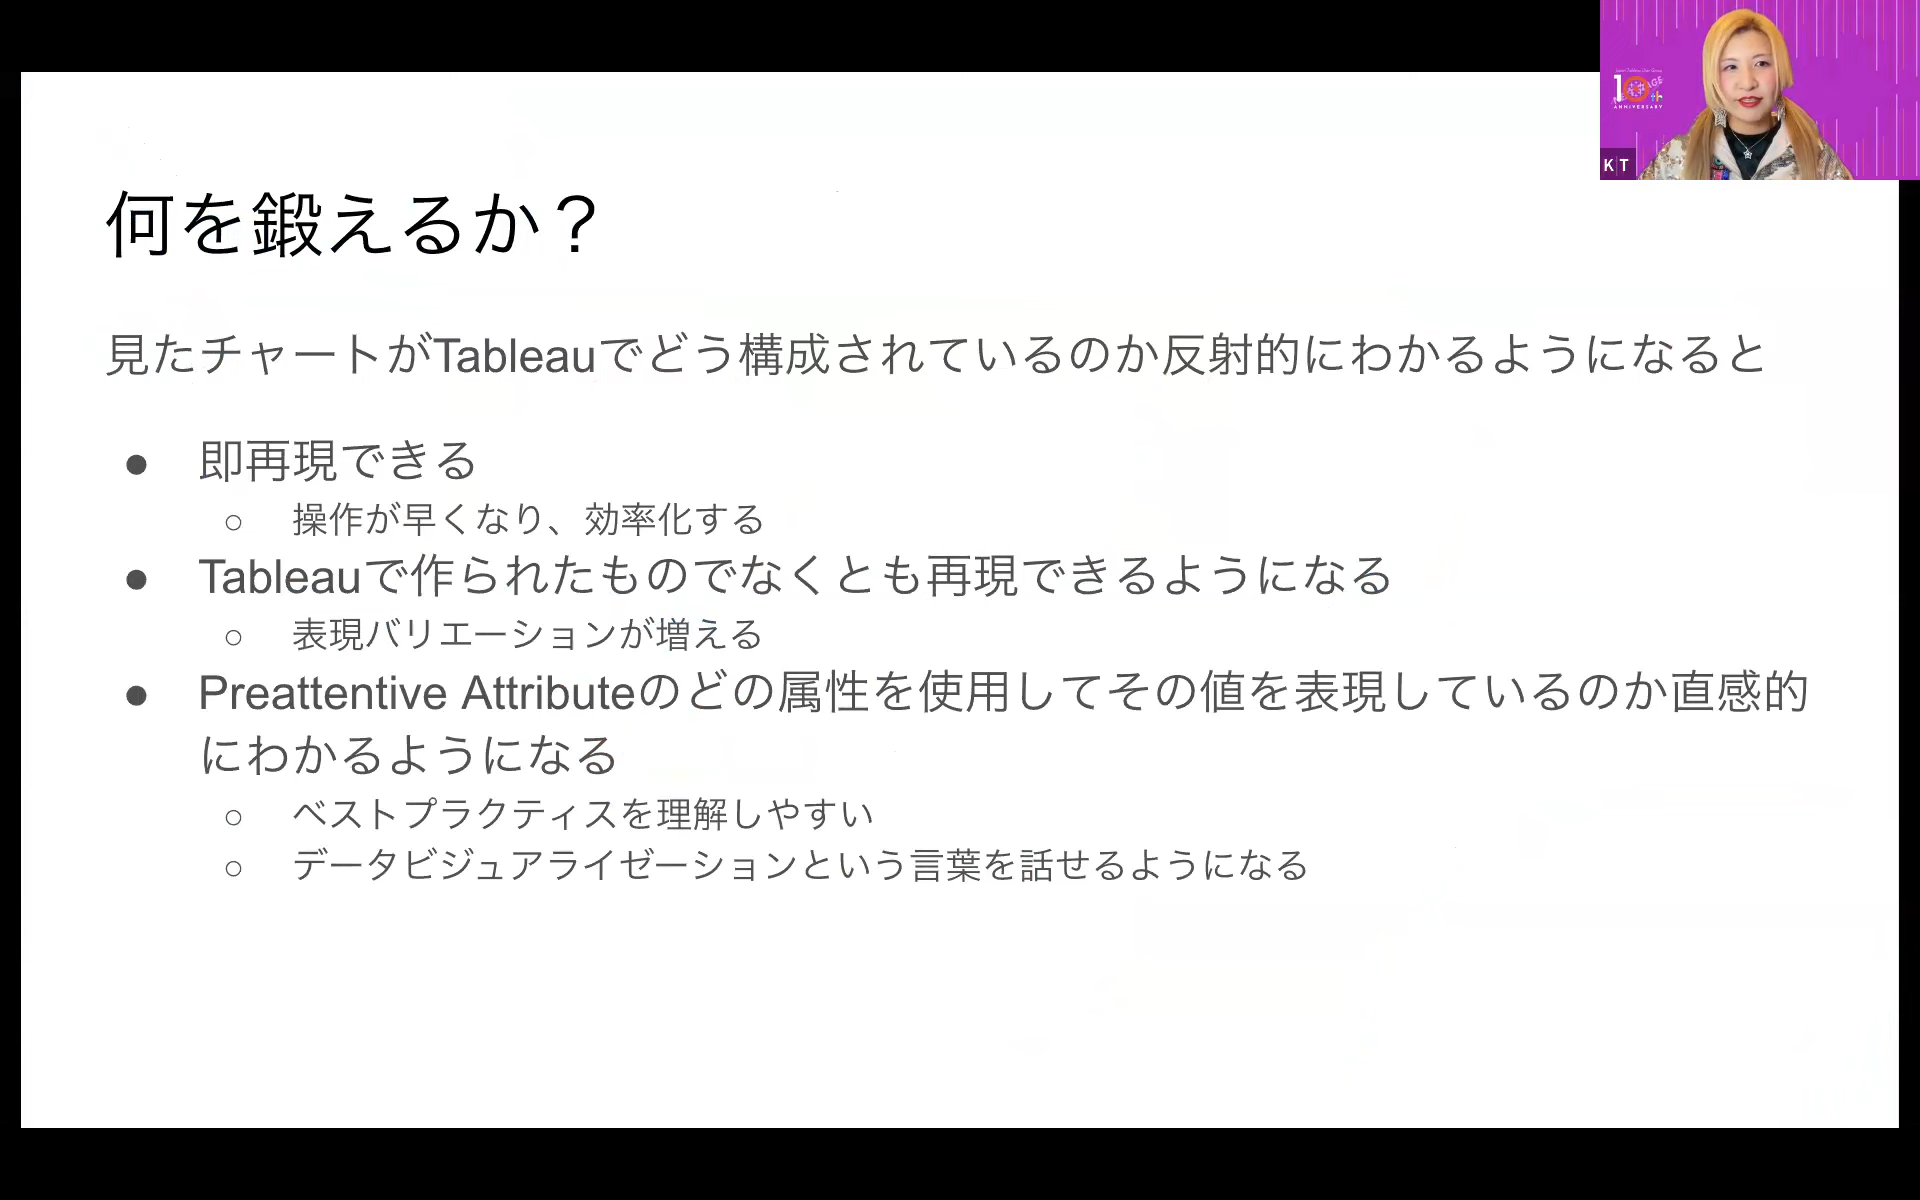 何を鍛えるか？
見たチャートがTableauでどう構成されているのか反射的にわかるようになると
● 即再現できる
○ 操作が早くなり、効率化する
● Tableauで作られたものでなくとも再現できるようになる
○ 表現バリエーションが増える
● Preattentive Attributeのどの属性を使用してその値を表現しているのか直感的
にわかるようになる
○ ベストプラクティスを理解しやすい
○ データビジュアライゼーションという言葉を話せるようになる
Japan Tableau User Group
10th
ANNIVERSARY
K T